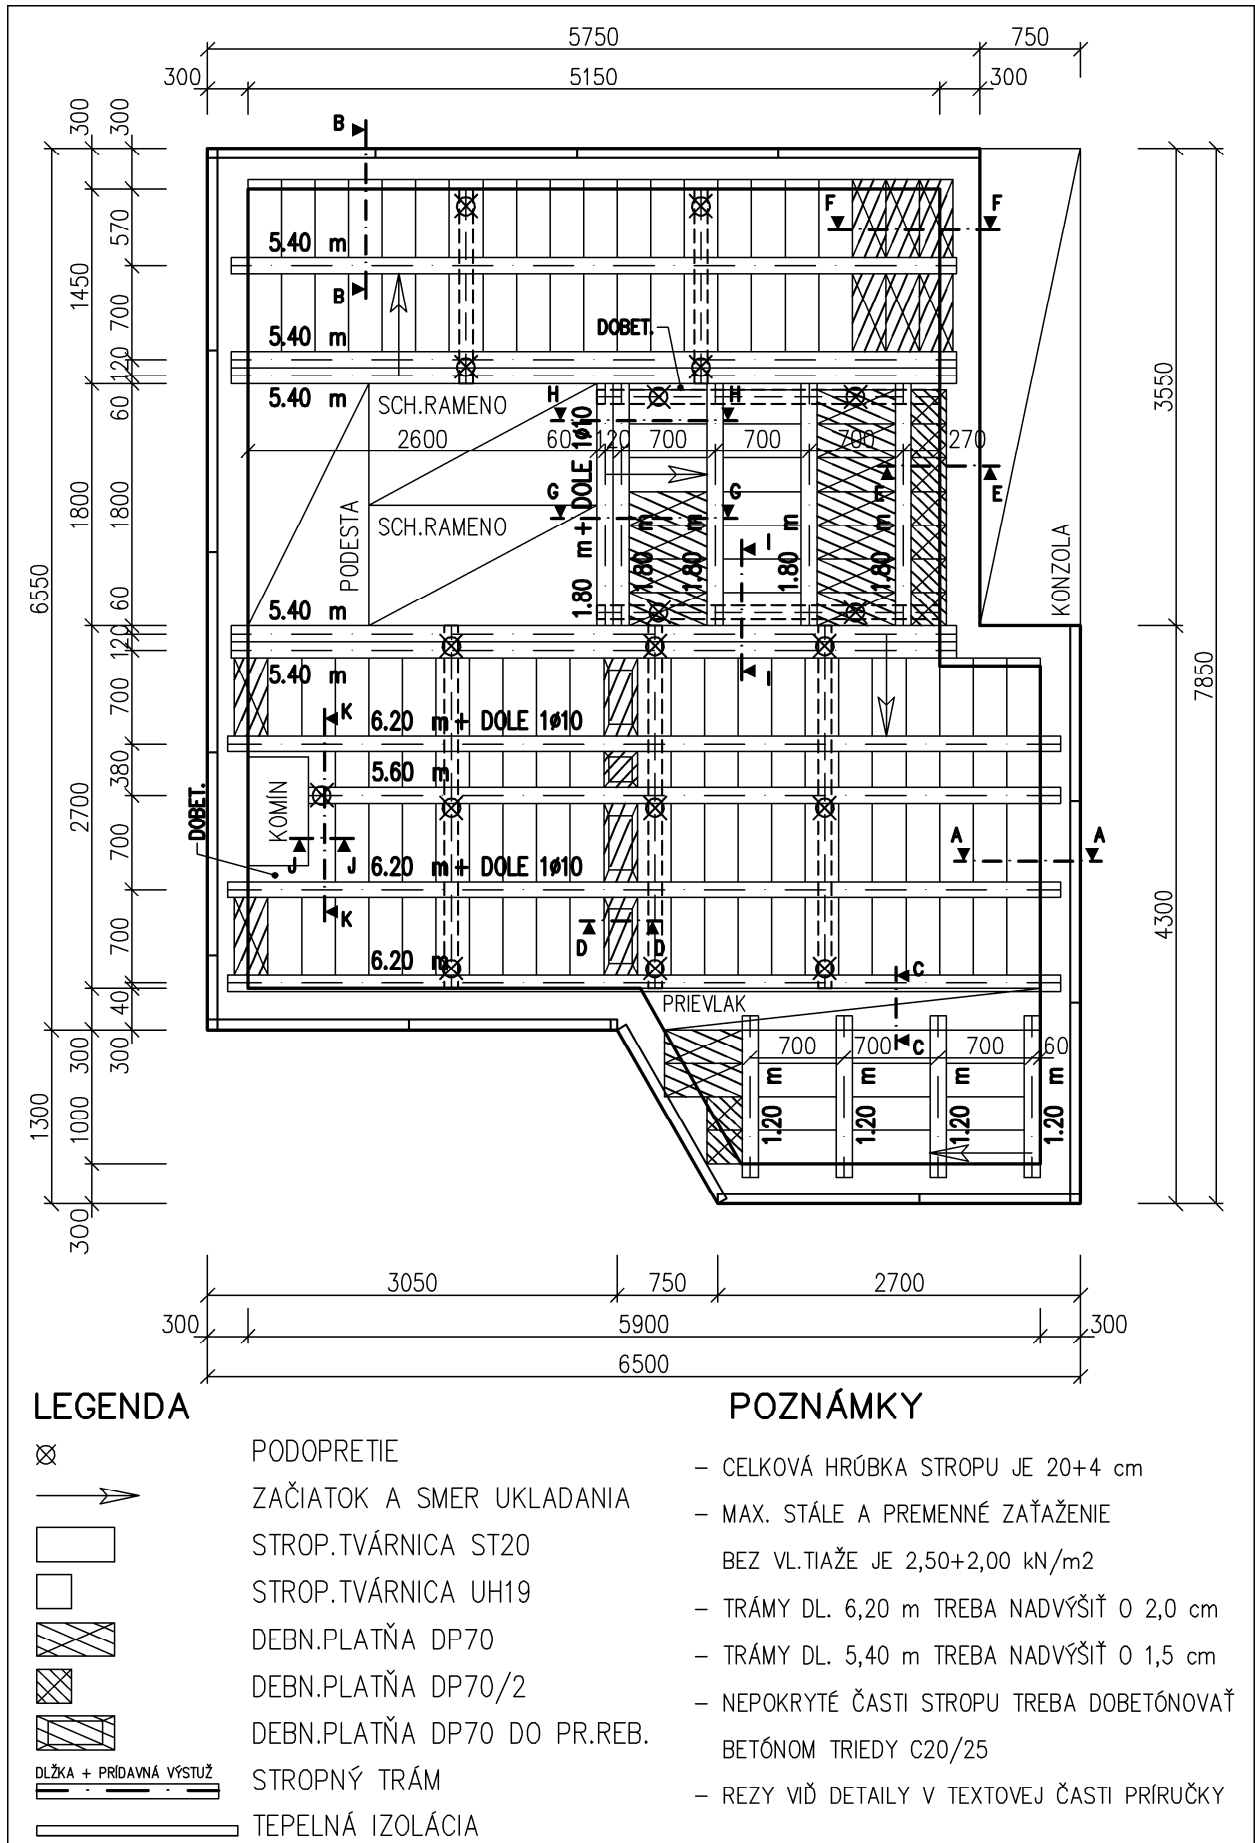 5750 750
300 5150 300
300 300
B
F F
570
5.40 m
1450
B
700
DOBET.
5.40 m
120
5.40 m
SCH.RAMENO
H H
60
3550
2600 60 120 700 700 700 270
1.80 m + DOLE 1ø10
E E
G G
1800 1800
SCH.RAMENO
PODESTA
1.80 m
1.80 m
1.80 m
1.80 m
I
KONZOLA
6550
60
5.40 m
120
5.40 m
I
7850
700
K
6.20 m + DOLE 1ø10
380
5.60 m
KOMÍN
DOBET.
2700
700
J J
6.20 m + DOLE 1ø10
A A
K
4300
700
D D
6.20 m
C
40
PRIEVLAK
300 300
700 700 700 60
C
1.20 m
1.20 m
1.20 m
1.20 m
1300
1000
300
3050 750 2700
300 5900 300
6500
LEGENDA
PODOPRETIE
ZAČIATOK A SMER UKLADANIA
STROP.TVÁRNICA ST20
STROP.TVÁRNICA UH19
DEBN.PLATŇA DP70
DEBN.PLATŇA DP70/2
DEBN.PLATŇA DP70 DO PR.REB.
DLŽKA + PRÍDAVNÁ VÝSTUŽ
STROPNÝ TRÁM
TEPELNÁ IZOLÁCIA
POZNÁMKY
– CELKOVÁ HRÚBKA STROPU JE 20+4 cm
– MAX. STÁLE A PREMENNÉ ZAŤAŽENIE
BEZ VL.TIAŽE JE 2,50+2,00 kN/m2
– TRÁMY DL. 6,20 m TREBA NADVÝŠIŤ O 2,0 cm
– TRÁMY DL. 5,40 m TREBA NADVÝŠIŤ O 1,5 cm
– NEPOKRYTÉ ČASTI STROPU TREBA DOBETÓNOVAŤ
BETÓNOM TRIEDY C20/25
– REZY VIĎ DETAILY V TEXTOVEJ ČASTI PRÍRUČKY